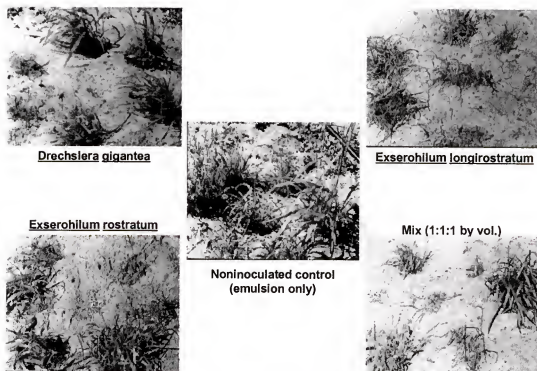 Drechslera gigantea
Exserohilum longirostratum
Exserohilum rostratum
Mix (1:1:1 by vol.)
Noninoculated control
(emulsion only)